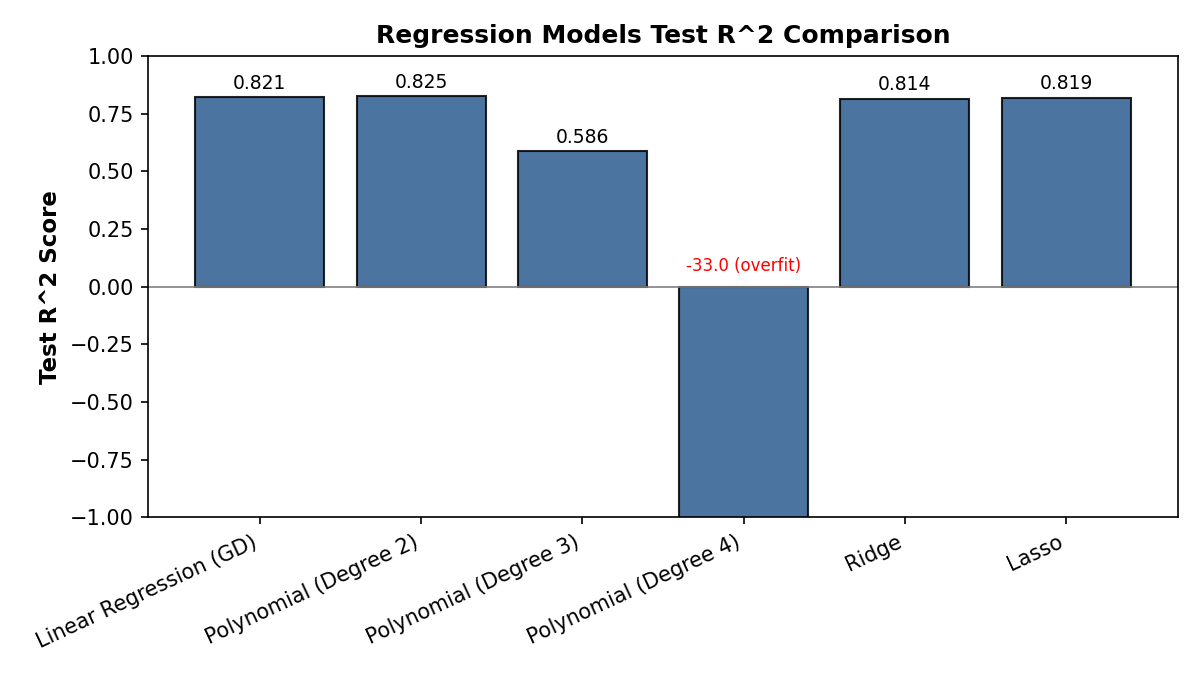 Regression Models Test R^2 Comparison
Test R^2 Score
1.00
0.75
0.50
0.25
0.00
−0.25
−0.50
−0.75
−1.00
0.821
0.825
0.586
-33.0 (overfit)
0.814
0.819
Linear Regression (GD)
Polynomial (Degree 2)
Polynomial (Degree 3)
Polynomial (Degree 4)
Ridge
Lasso